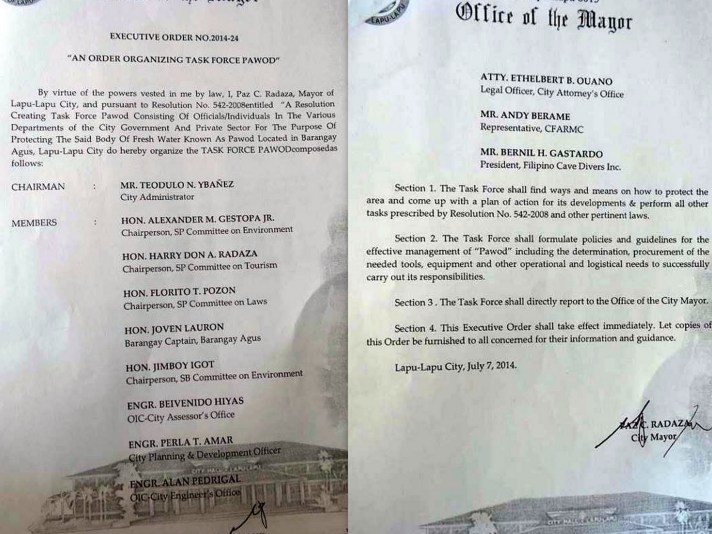 EXECUTIVE ORDER NO.2014-24
"AN ORDER ORGANIZING TASK FORCE PAWOD"
By virtue of the powers vested in me by law, I, Paz C. Radaza, Mayor of
Lapu-Lapu City, and pursuant to Resolution No. 542-2008entitled "A Resolution
Creating Task Force Pawod Consisting Of Officials/Individuals In The Various
Departments of the City Government And Private Sector For The Purpose Of
Protecting The Said Body Of Fresh Water Known As Pawod Located in Barangay
Agus, Lapu-Lapu City do hereby organize the TASK FORCE PAWODcomposedas
follows:
CHAIRMAN : MR. TEODULO N. YBAÑEZ
City Administrator
MEMBERS : HON. ALEXANDER M. GESTOPA JR.
Chairperson, SP Committee on Environment
HON. HARRY DON A. RADAZA
Chairperson, SP Committee on Tourism
HON. FLORITO T. POZON
Chairperson, SP Committee on Laws
HON. JOVEN LAURON
Barangay Captain, Barangay Agus
HON. JIMBOY IGOT
Chairperson, SB Committee on Environment
ENGR. BEIVENIDO HIYAS
OIC-City Assessor's Office
ENGR. PERLA T. AMAR
City Planning & Development Officer
ENGR. ALAN PEDRIGAL
OIC-City Engineer's Office
Office of the Mayor
ATTY. ETHELBERT B. OUANO
Legal Officer, City Attorney's Office
MR. ANDY BERAME
Representative, CFARMC
MR. BERNIL H. GASTARDO
President, Filipino Cave Divers Inc.
Section 1. The Task Force shall find ways and means on how to protect the
area and come up with a plan of action for its developments & perform all other
tasks prescribed by Resolution No. 542-2008 and other pertinent laws.
Section 2. The Task Force shall formulate policies and guidelines for the
effective management of "Pawod" including the determination, procurement of the
needed tools, equipment and other operational and logistical needs to successfully
carry out its responsibilities.
Section 3 . The Task Force shall directly report to the Office of the City Mayor.
Section 4. This Executive Order shall take effect immediately. Let copies of
this Order be furnished to all concerned for their information and guidance.
Lapu-Lapu City, July 7, 2014.
C. RADAZA
City Mayor